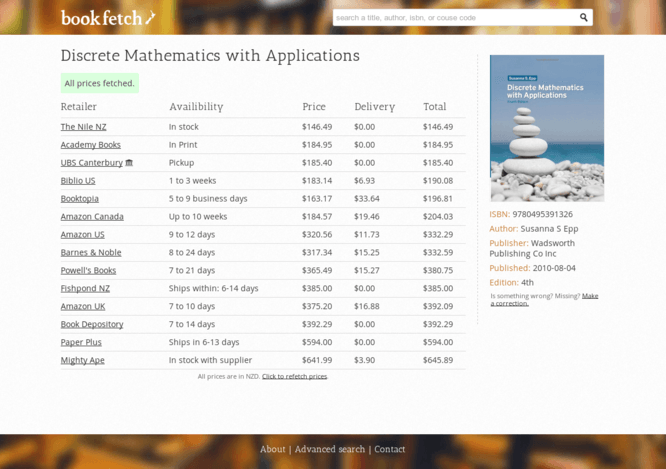 book fetch
search a title, author, isbn, or couse code
Discrete Mathematics with Applications
All prices fetched.
Retailer Availibility Price Delivery Total
The Nile NZ In stock $146.49 $0.00 $146.49
Academy Books In Print $184.95 $0.00 $184.95
UBS Canterbury Pickup $185.40 $0.00 $185.40
Biblio US 1 to 3 weeks $183.14 $6.93 $190.08
Booktopia 5 to 9 business days $163.17 $33.64 $196.81
Amazon Canada Up to 10 weeks $184.57 $19.46 $204.03
Amazon US 9 to 12 days $320.56 $11.73 $332.29
Barnes & Noble 8 to 24 days $317.34 $15.25 $332.59
Powell's Books 7 to 21 days $365.49 $15.27 $380.75
Fishpond NZ Ships within: 6-14 days $385.00 $0.00 $385.00
Amazon UK 7 to 10 days $375.20 $16.88 $392.09
Book Depository 7 to 14 days $392.29 $0.00 $392.29
Paper Plus Ships in 6-13 days $594.00 $0.00 $594.00
Mighty Ape In stock with supplier $641.99 $3.90 $645.89
All prices are in NZD. Click to refetch prices.
Susanna S. Epp
Discrete Mathematics
with Applications
ISBN: 9780495391326
Author: Susanna S Epp
Publisher: Wadsworth
Publishing Co Inc
Published: 2010-08-04
Edition: 4th
Is something wrong? Missing? Make
a correction.
About | Advanced search | Contact